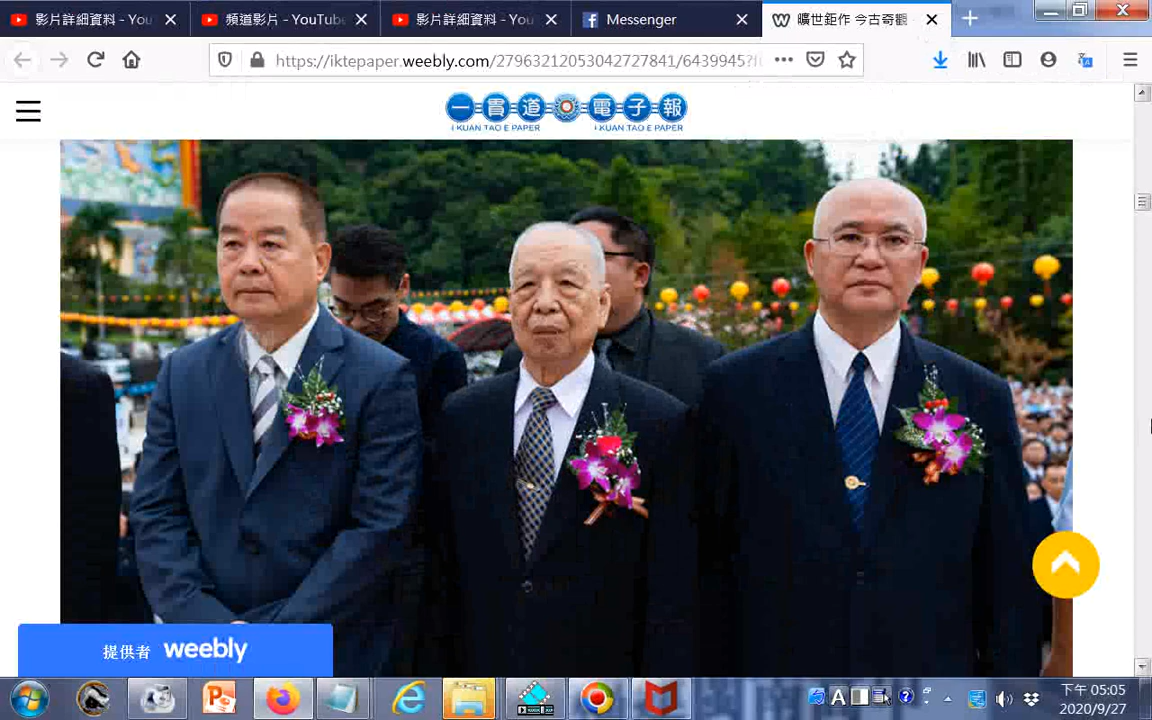 影片詳細資料 - You
頻道影片 - YouTube
影片詳細資料 - You
Messenger
曠世鉅作 今古奇觀
https://iktepaper.weebly.com/27963212053042727841/6439945?f
一貫道電子報
I KUAN TAO E PAPER
I KUAN TAO E PAPER
提供者 weebly
下午 05:05
2020/9/27